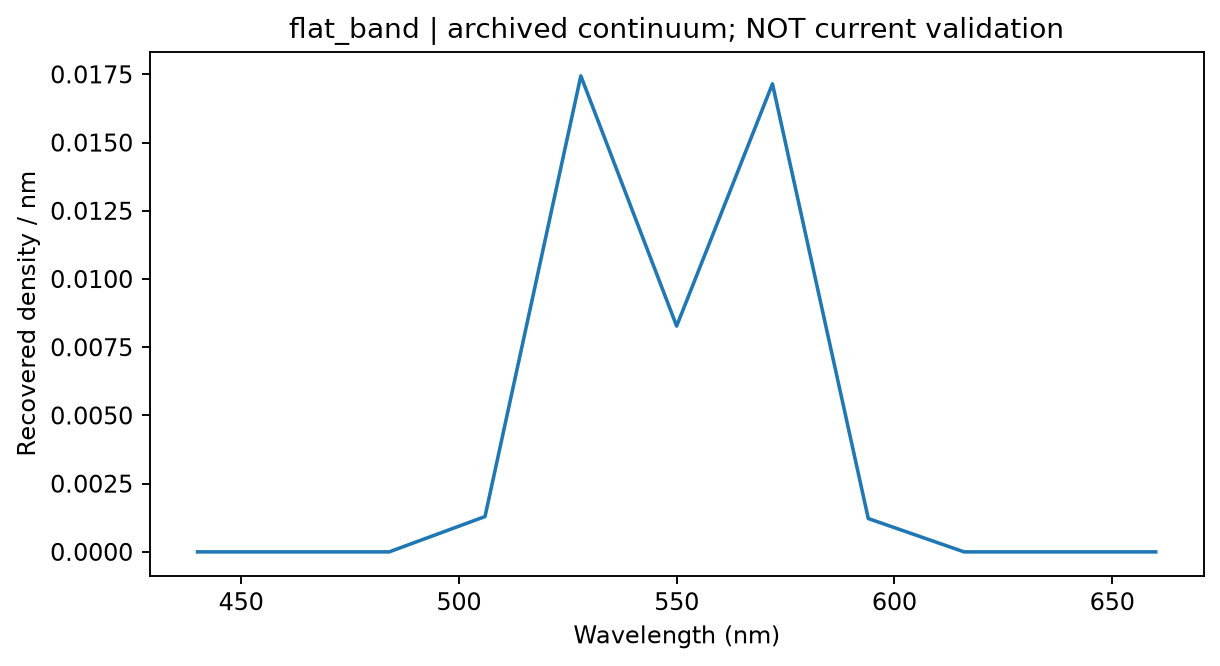 flat_band | archived continuum; NOT current validation
Recovered density / nm
0.0175
0.0150
0.0125
0.0100
0.0075
0.0050
0.0025
0.0000
450 500 550 600 650
Wavelength (nm)